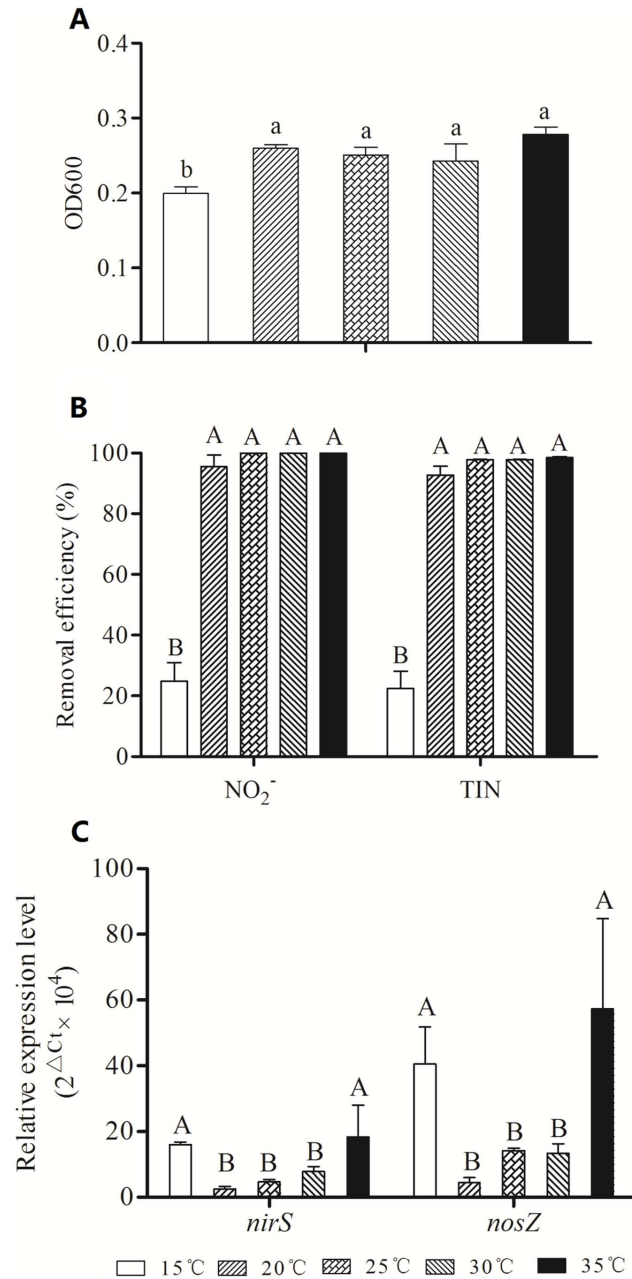 A
0.4
0.3
0.2
0.1
0.0
OD600
b a a a a
B
100
80
60
40
20
0
Removal efficiency (%)
B A A A A B A A A A
NO₂⁻ TIN
C
100
80
60
40
20
0
Relative expression level
(2^△Ct × 10⁴)
A B B B A A B B B A
nirS nosZ
15℃ 20℃ 25℃ 30℃ 35℃